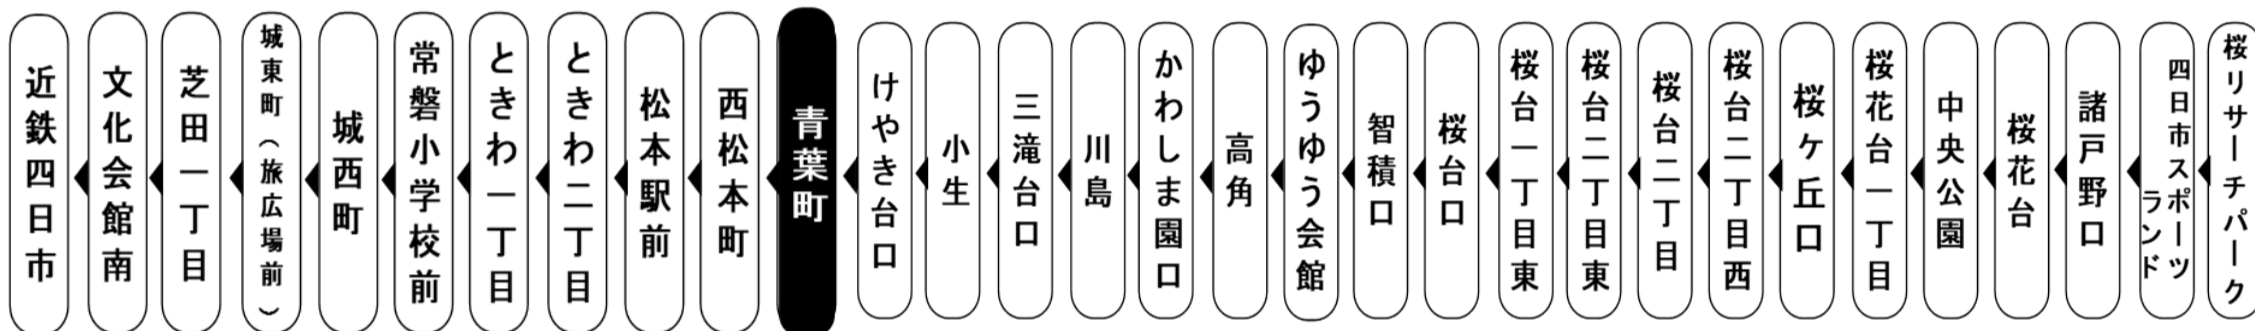 近鉄四日市
文化会館南
芝田一丁目
城東町（旅広場前）
城西町
常磐小学校前
ときわ一丁目
ときわ二丁目
松本駅前
西松本町
青葉町
けやき台口
小生
三滝台口
川島
かわしま園口
高角
ゆうゆう会館
智積口
桜台口
桜台一丁目東
桜台二丁目東
桜台二丁目
桜台二丁目西
桜ケ丘口
桜花台一丁目
中央公園
桜花台
諸戸野口
四日市スポーツ
ランド
桜リサーチパーク